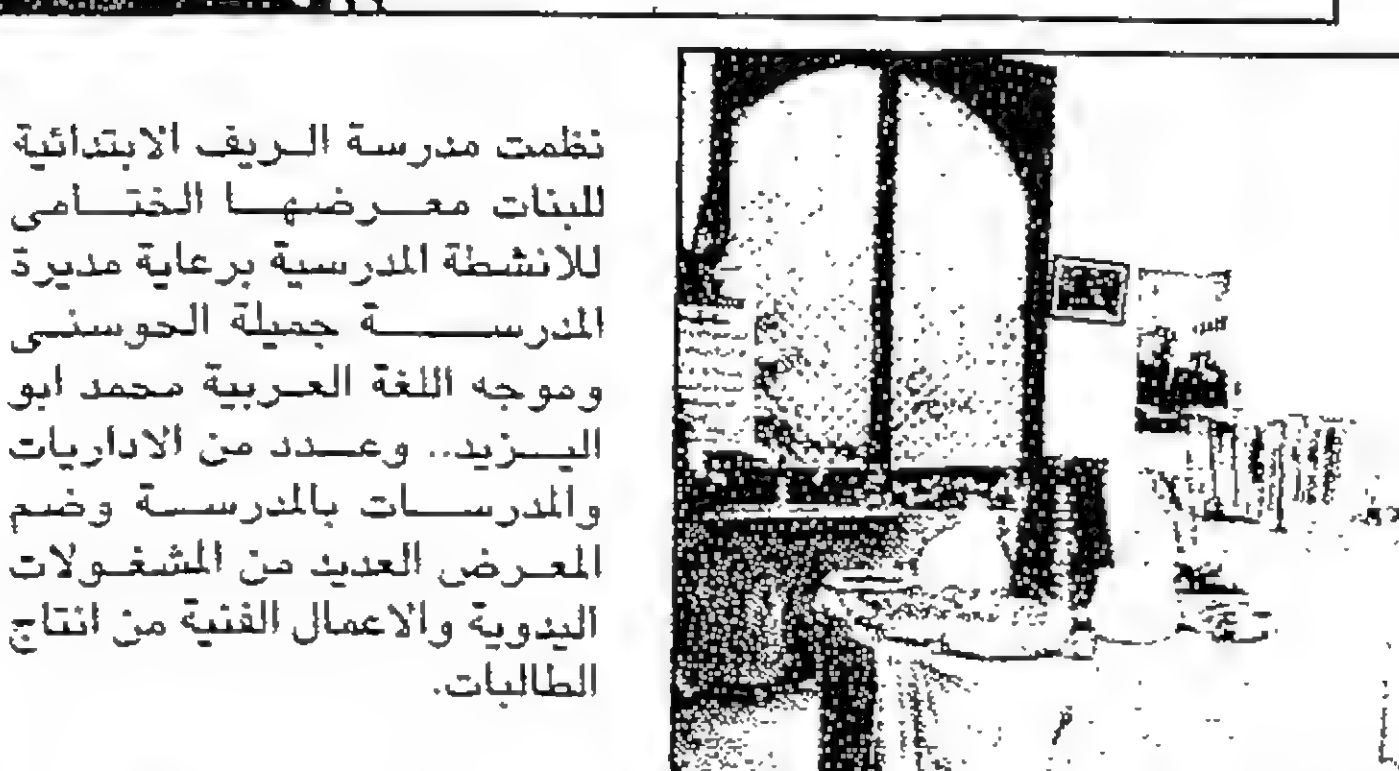 نظمت مدرسة الريف الابتدائية
للبنات معرضها الختامى
للانشطة المدرسية برعاية مديرة
المدرسة جميلة الحوسنى
وموجه اللغة العربية محمد ابو
اليزيد.. وعدد من الاداريات
والمدرسات بالمدرسة وضم
المعرض العديد من المشغولات
اليدوية والاعمال الفنية من انتاج
الطالبات.